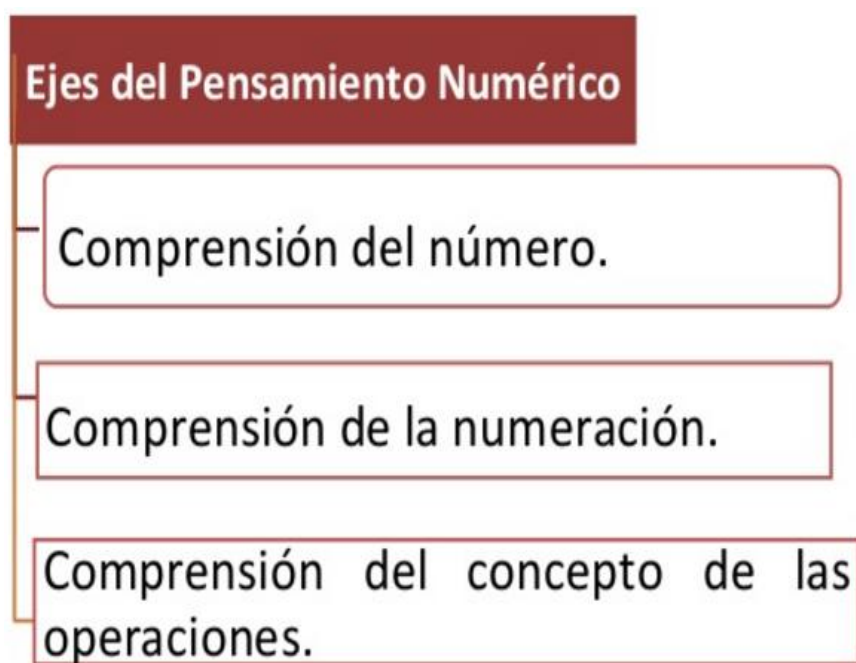 Ejes del Pensamiento Numérico
Comprensión del número.
Comprensión de la numeración.
Comprensión del concepto de las
operaciones.